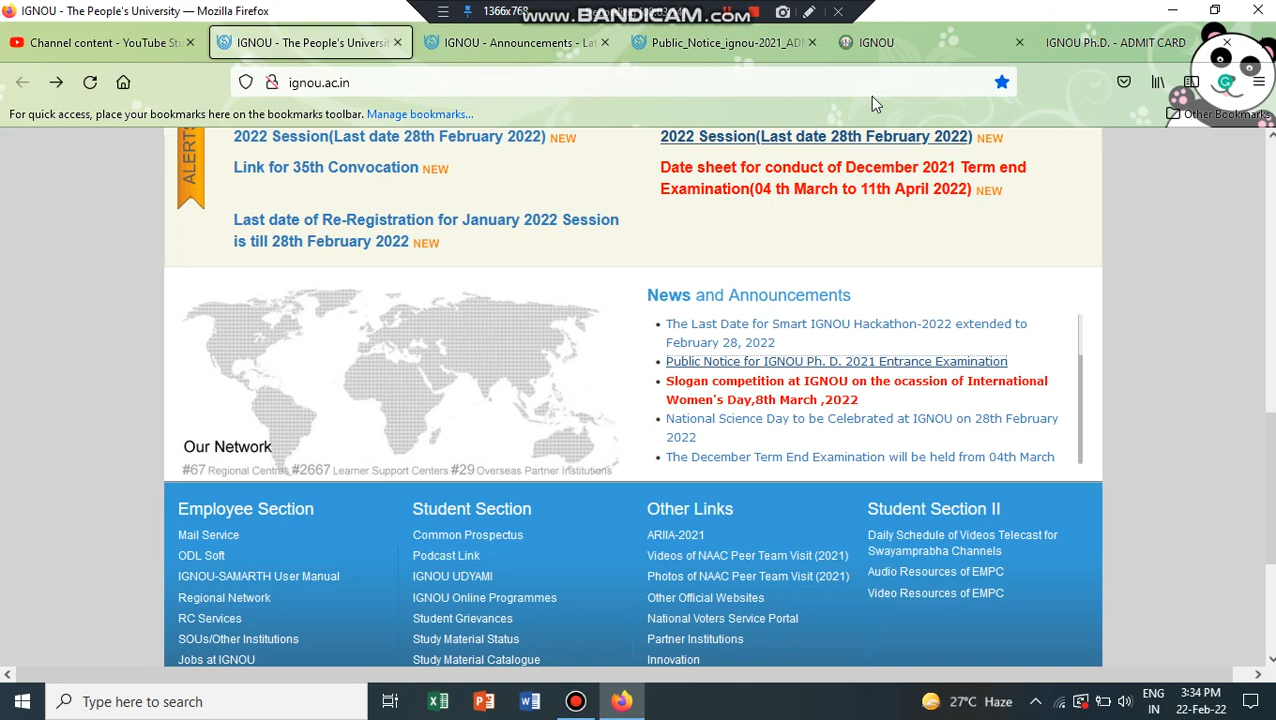 IGNOU - The People's University — Mozilla Firefox
1366x768
www.BANDICAM.com
Channel content - YouTube Stu
IGNOU - The People's Universit
IGNOU - Announcements - Lat
Public_Notice_ignou-2021_ADM
IGNOU
IGNOU Ph.D. - ADMIT CARD
ignou.ac.in
For quick access, place your bookmarks here on the bookmarks toolbar. Manage bookmarks...
Other Bookmarks
ALERTS
2022 Session(Last date 28th February 2022) NEW
Link for 35th Convocation NEW
Last date of Re-Registration for January 2022 Session
is till 28th February 2022 NEW
2022 Session(Last date 28th February 2022) NEW
Date sheet for conduct of December 2021 Term end
Examination(04 th March to 11th April 2022) NEW
Our Network
#67 Regional Centres #2667 Learner Support Centers #29 Overseas Partner Institutions
News and Announcements
• The Last Date for Smart IGNOU Hackathon-2022 extended to
February 28, 2022
• Public Notice for IGNOU Ph. D. 2021 Entrance Examination
• Slogan competition at IGNOU on the ocassion of International
Women's Day,8th March ,2022
• National Science Day to be Celebrated at IGNOU on 28th February
2022
• The December Term End Examination will be held from 04th March
Employee Section
Mail Service
ODL Soft
IGNOU-SAMARTH User Manual
Regional Network
RC Services
SOUs/Other Institutions
Jobs at IGNOU
Student Section
Common Prospectus
Podcast Link
IGNOU UDYAMI
IGNOU Online Programmes
Student Grievances
Study Material Status
Study Material Catalogue
Other Links
ARIIA-2021
Videos of NAAC Peer Team Visit (2021)
Photos of NAAC Peer Team Visit (2021)
Other Official Websites
National Voters Service Portal
Partner Institutions
Innovation
Student Section II
Daily Schedule of Videos Telecast for
Swayamprabha Channels
Audio Resources of EMPC
Video Resources of EMPC
Type here to search
27°C Haze
ENG
IN
3:34 PM
22-Feb-22